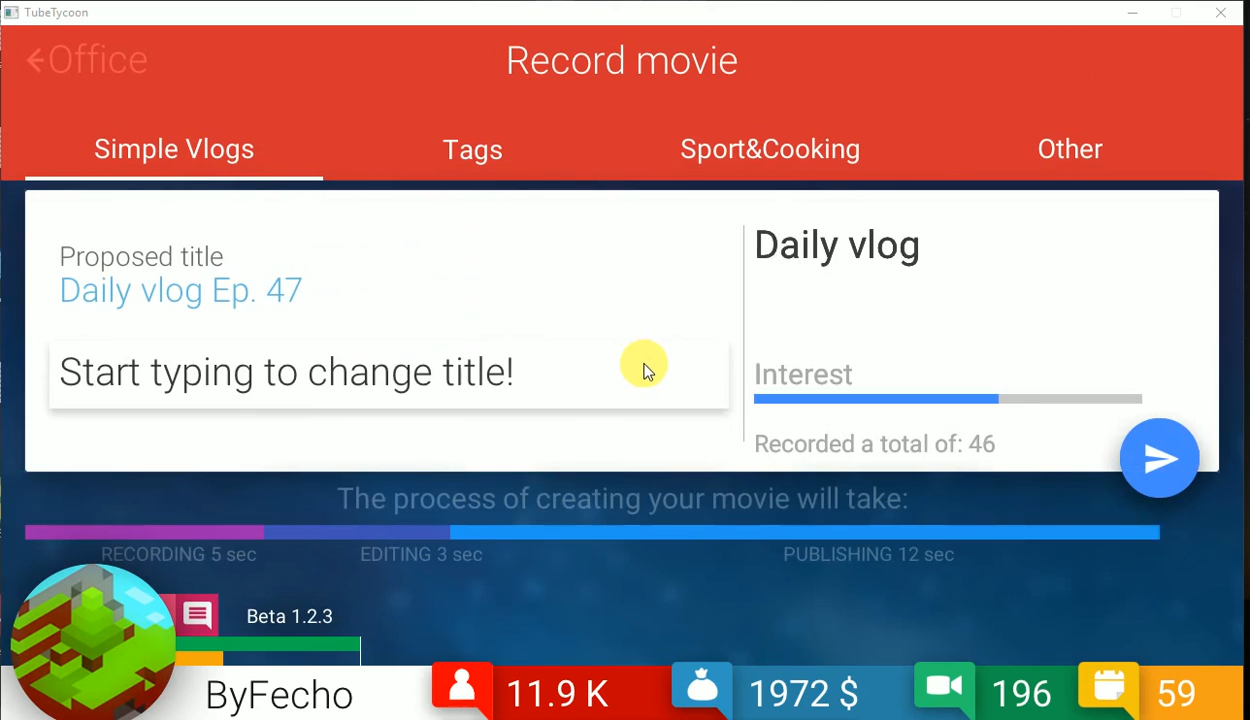 TubeTycoon
Office
Record movie
Simple Vlogs
Tags
Sport&Cooking
Other
Proposed title
Daily vlog Ep. 47
Start typing to change title!
Daily vlog
Interest
Recorded a total of: 46
The process of creating your movie will take:
RECORDING 5 sec
EDITING 3 sec
PUBLISHING 12 sec
Beta 1.2.3
ByFecho
11.9 K
1972 $
196
59